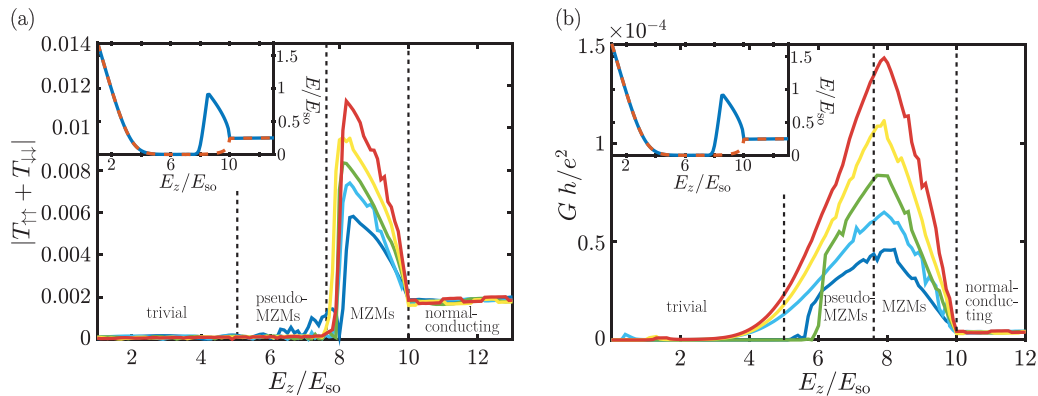 (a)
0.014
0.012
0.01
0.008
0.006
0.004
0.002
0
|T↑↑ + T↓↓|
2 4 6 8 10 12
E_z/E_so
trivial
pseudo-
MZMs
MZMs
normal-
conducting
1.5
1
0.5
0
E/E_so
2 6 10
E_z/E_so
(b)
×10⁻⁴
1.5
1
0.5
0
G h/e²
2 4 6 8 10 12
E_z/E_so
trivial
pseudo-
MZMs
MZMs
normal-
conduc-
ting
1.5
1
0.5
0
E/E_so
2 6 10
E_z/E_so